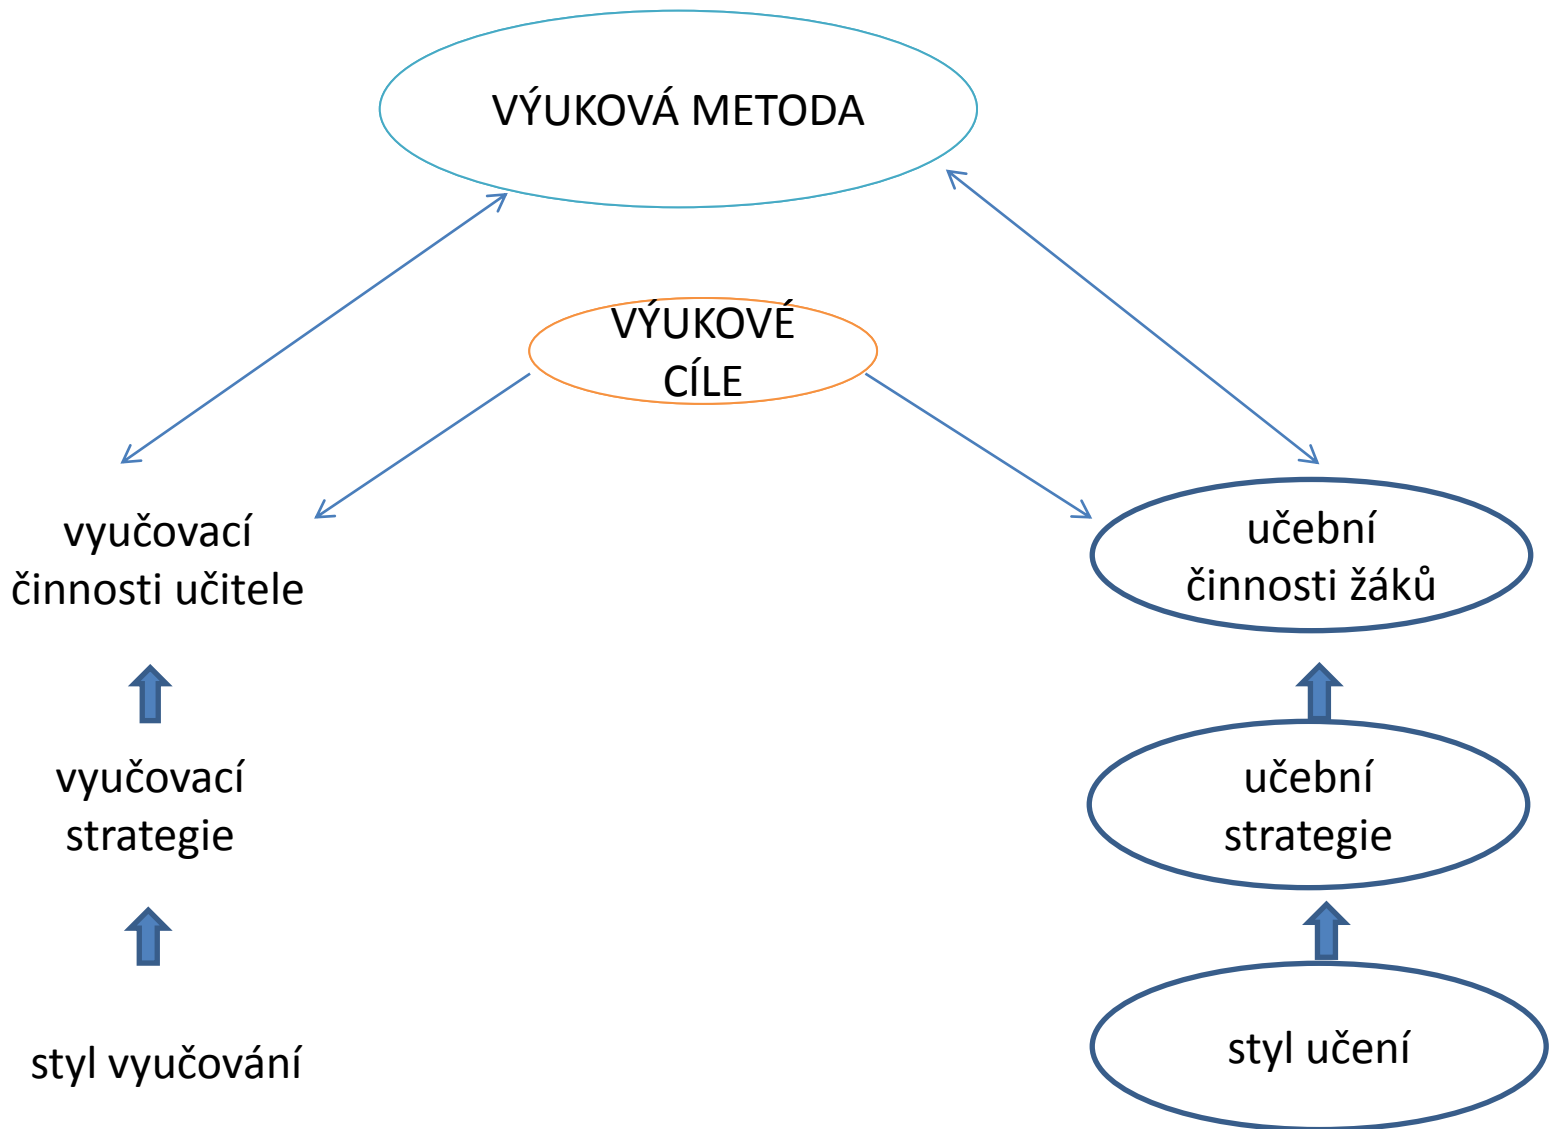 VÝUKOVÁ METODA
VÝUKOVÉ
CÍLE
vyučovací
činnosti učitele
učební
činnosti žáků
vyučovací
strategie
učební
strategie
styl vyučování
styl učení